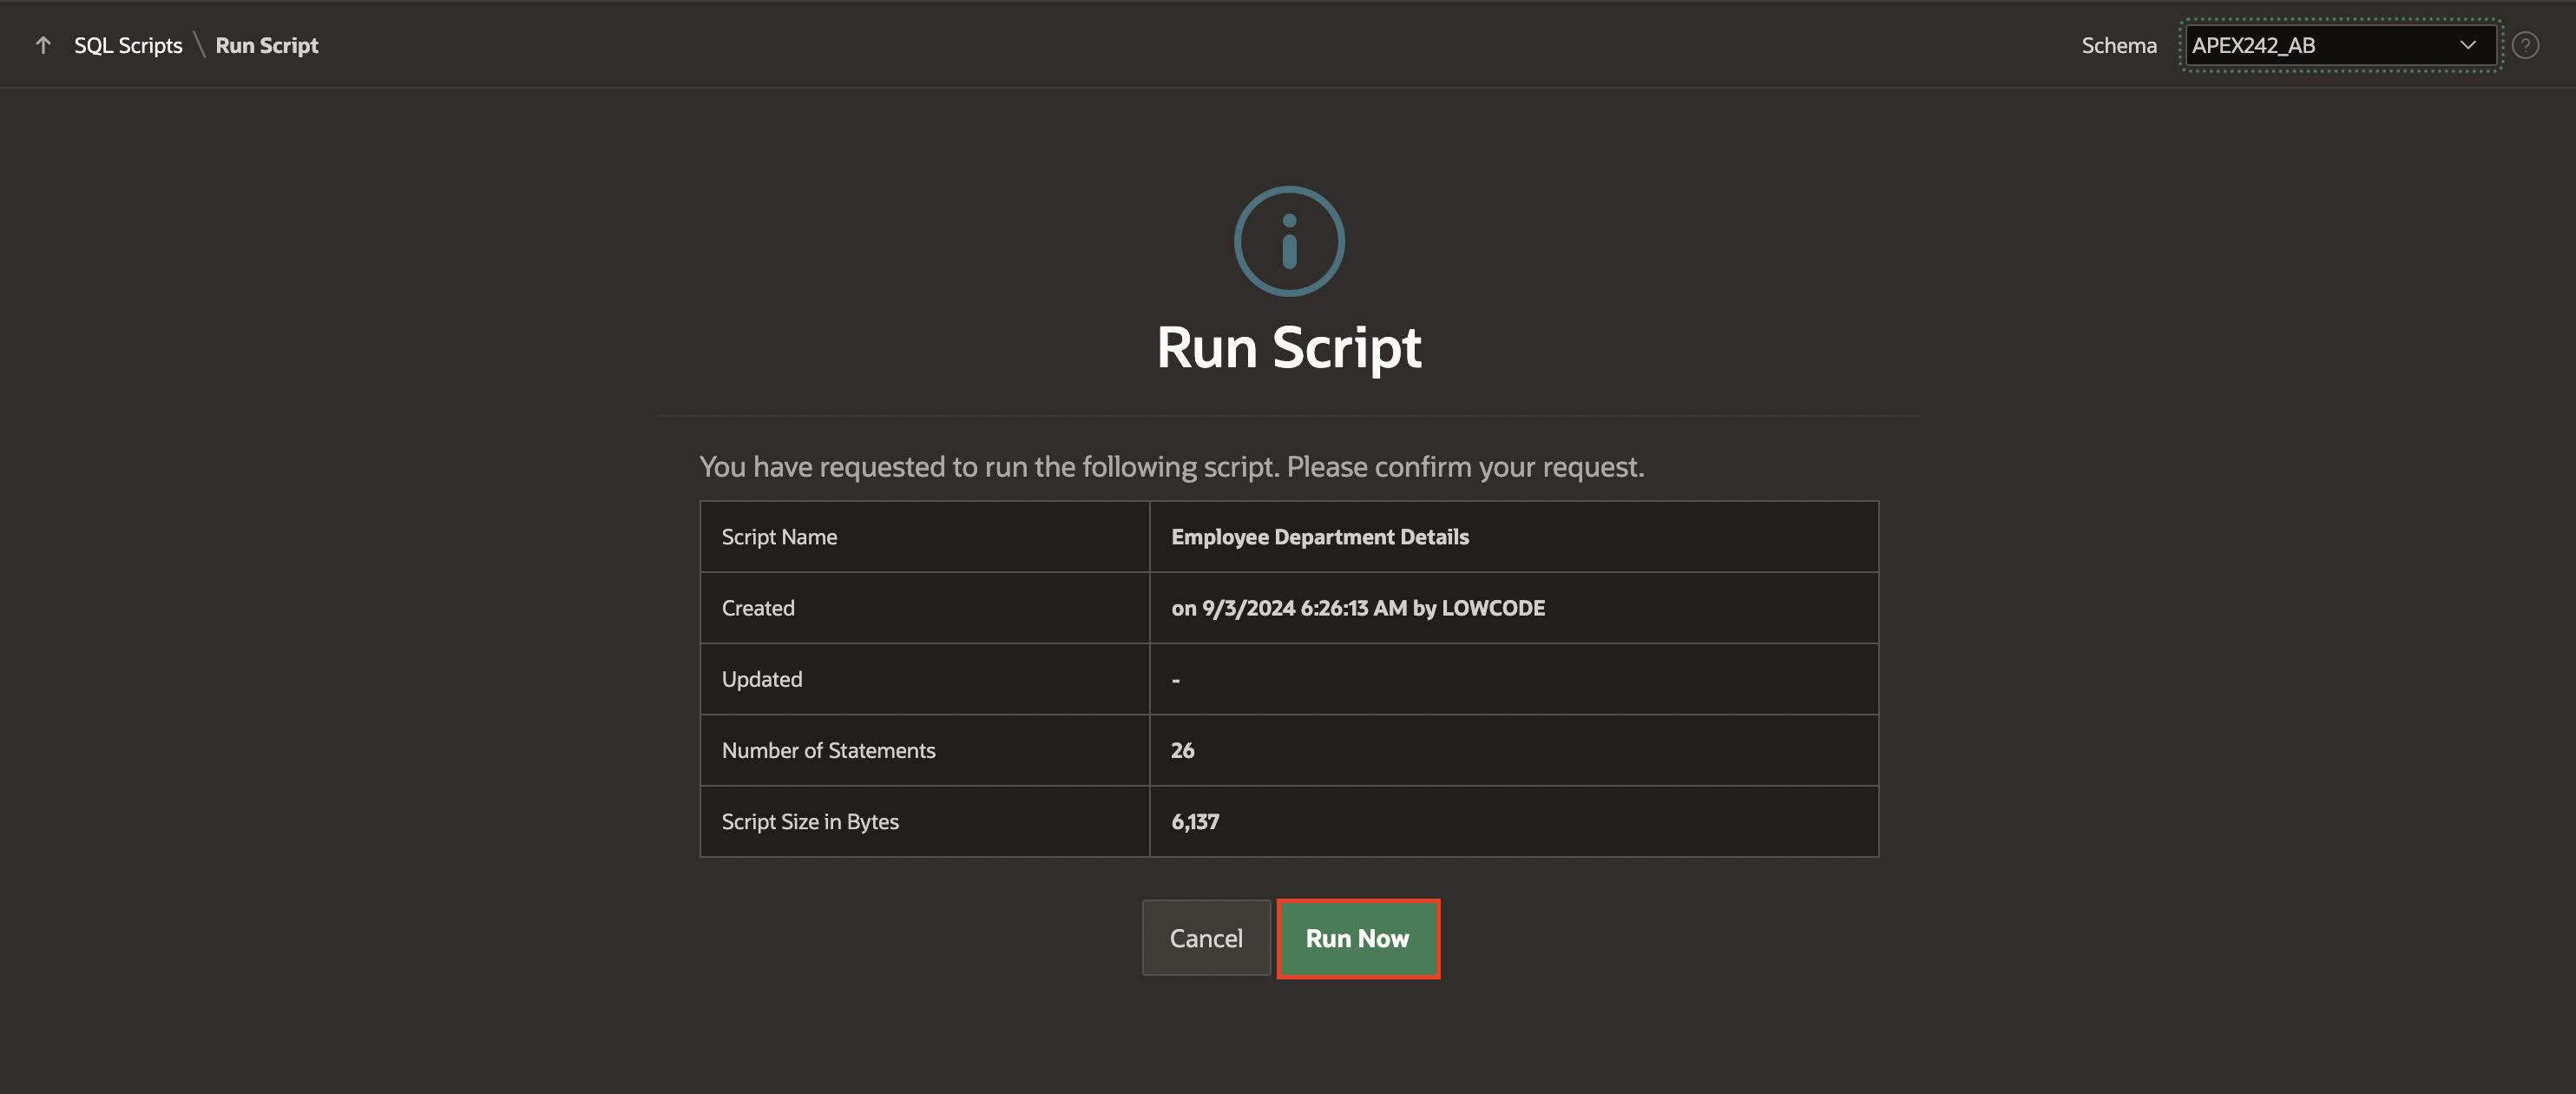 SQL Scripts \ Run Script
Schema APEX242_AB ?
Run Script
You have requested to run the following script. Please confirm your request.
Script Name Employee Department Details
Created on 9/3/2024 6:26:13 AM by LOWCODE
Updated -
Number of Statements 26
Script Size in Bytes 6,137
Cancel Run Now